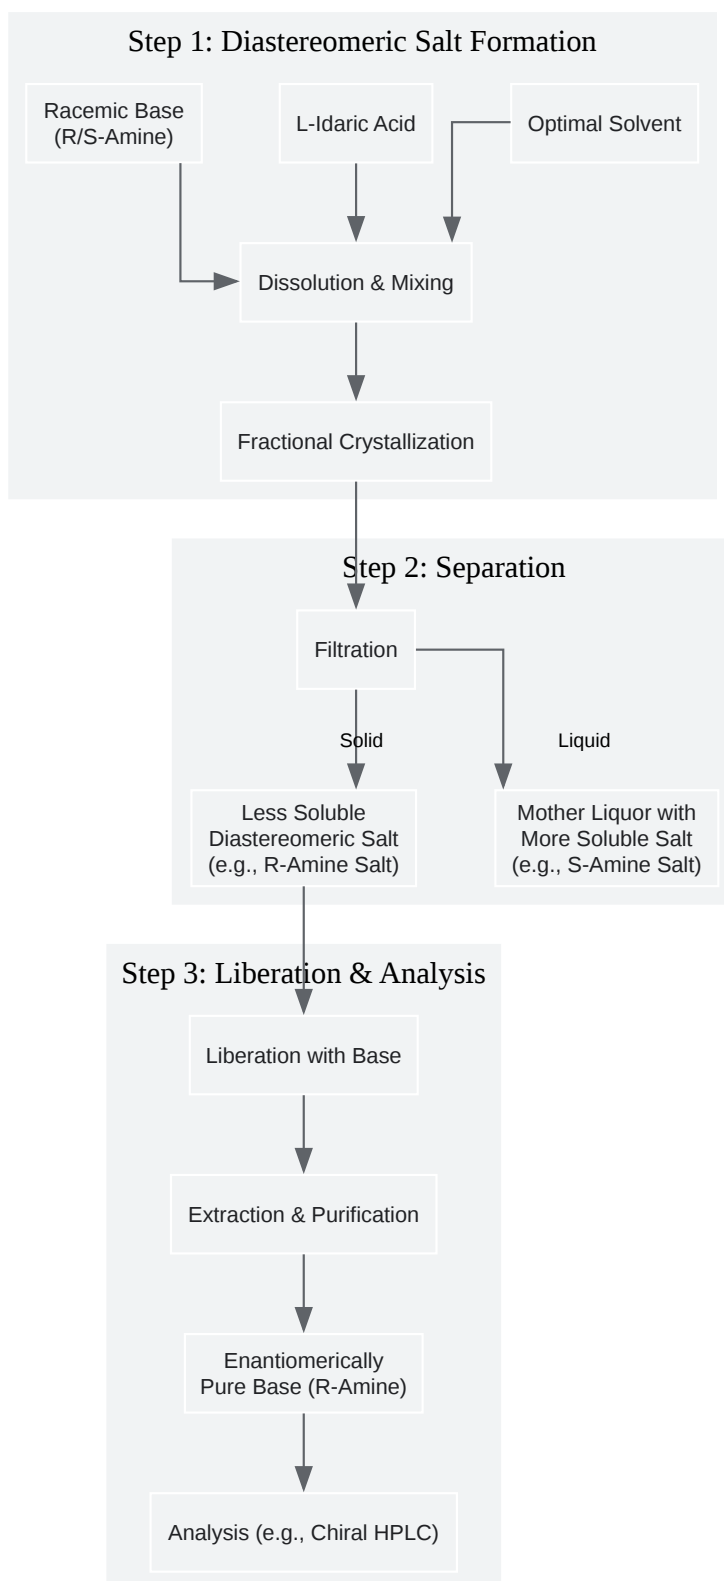 Step 1: Diastereomeric Salt Formation
Racemic Base
(R/S-Amine)
L-Idaric Acid
Optimal Solvent
Dissolution & Mixing
Fractional Crystallization
Step 2: Separation
Filtration
Solid
Liquid
Less Soluble
Diastereomeric Salt
(e.g., R-Amine Salt)
Mother Liquor with
More Soluble Salt
(e.g., S-Amine Salt)
Step 3: Liberation & Analysis
Liberation with Base
Extraction & Purification
Enantiomerically
Pure Base (R-Amine)
Analysis (e.g., Chiral HPLC)